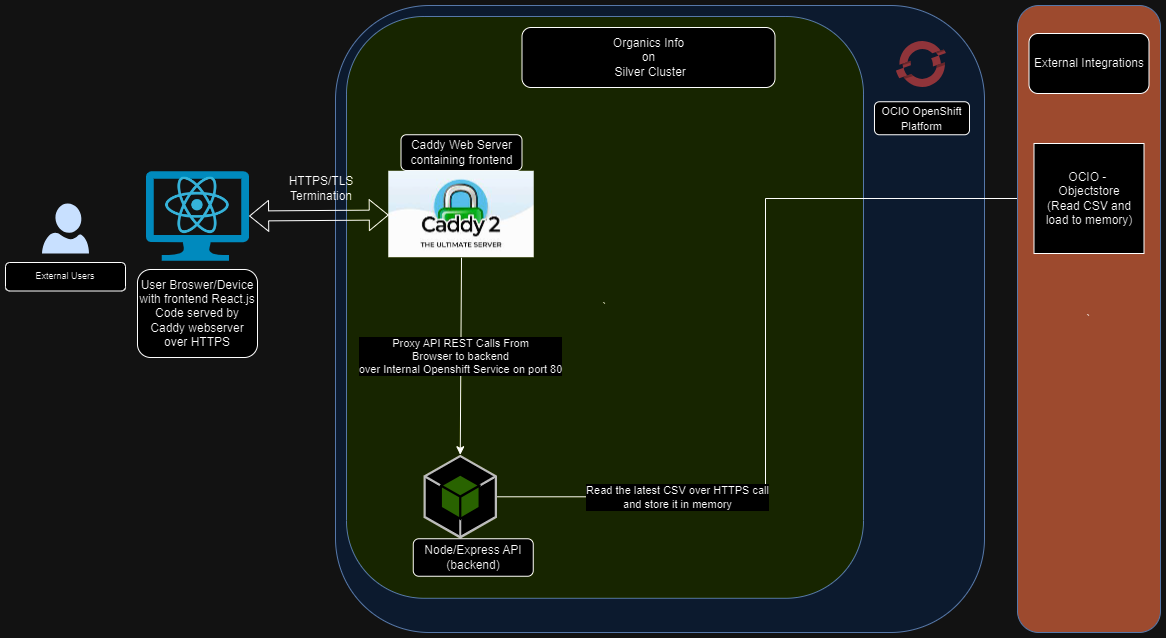 Organics Info
on
Silver Cluster
OCIO OpenShift
Platform
External Integrations
Caddy Web Server
containing frontend
OCIO -
Objectstore
(Read CSV and
load to memory)
HTTPS/TLS
Termination
Caddy 2
THE ULTIMATE SERVER
External Users
User Broswer/Device
with frontend React.js
Code served by
Caddy webserver
over HTTPS
Proxy API REST Calls From
Browser to backend
over Internal Openshift Service on port 80
Read the latest CSV over HTTPS call
and store it in memory
Node/Express API
(backend)